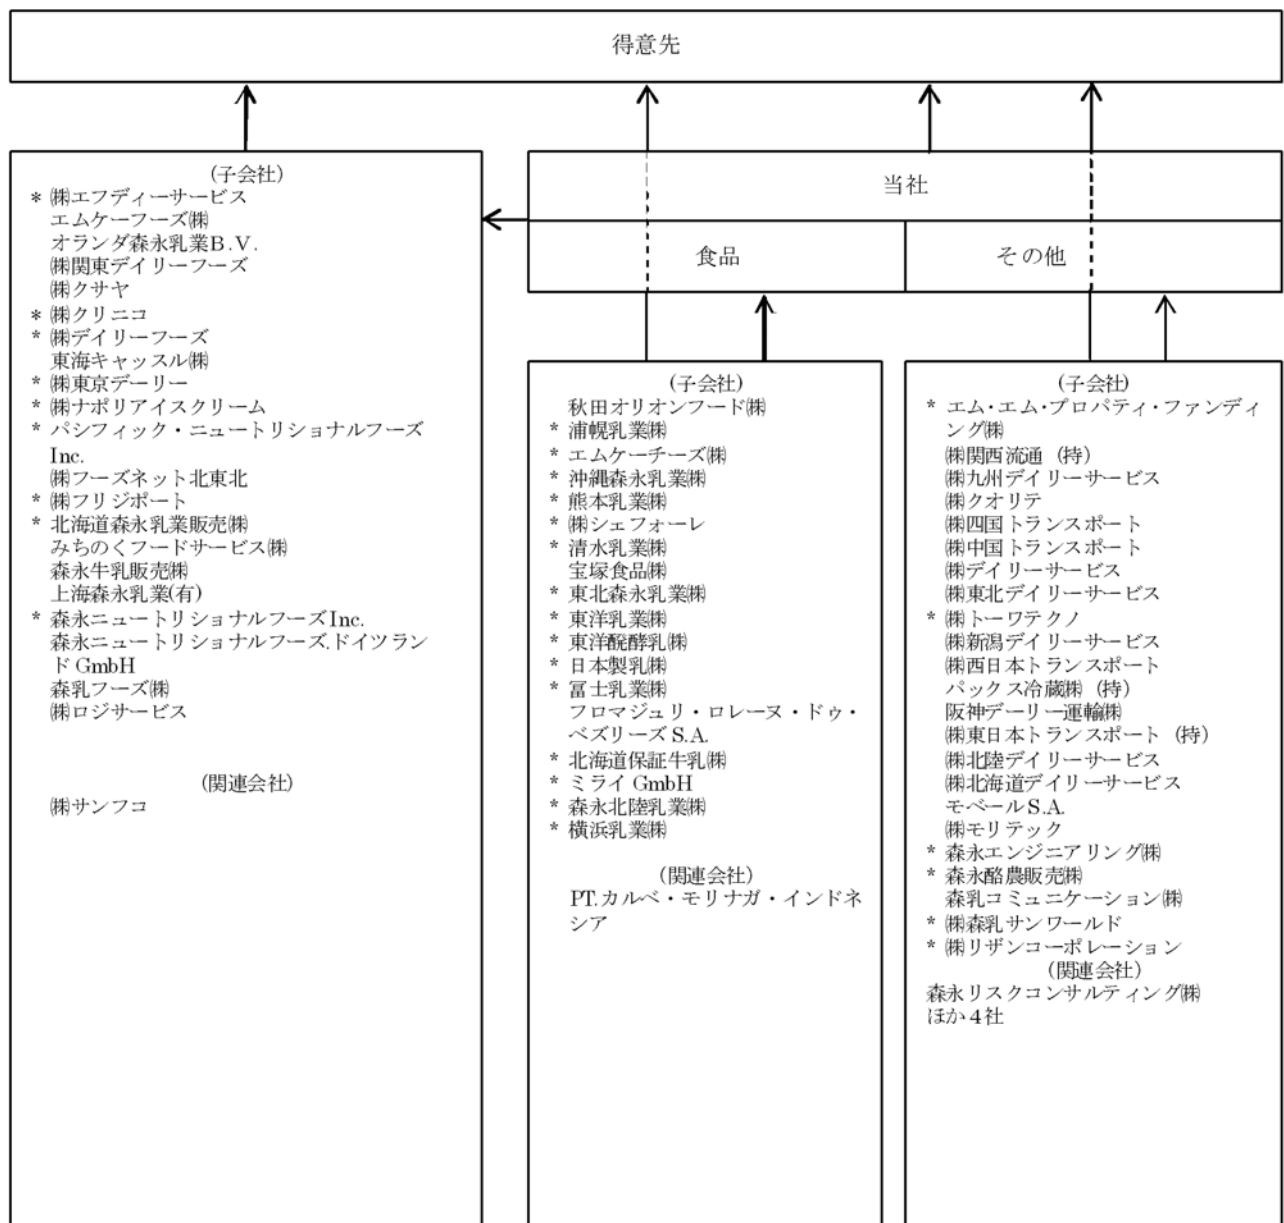 得意先
当社
食品
その他
(子会社)
* ㈱エフディーサービス
エムケーフーズ㈱
オランダ森永乳業B.V.
㈱関東デイリーフーズ
㈱クサヤ
* ㈱クリニコ
* ㈱デイリーフーズ
東海キャッスル㈱
* ㈱東京デーリー
* ㈱ナポリアイスクリーム
* パシフィック・ニュートリショナルフーズ
Inc.
㈱フーズネット北東北
* ㈱フリジポート
* 北海道森永乳業販売㈱
みちのくフードサービス㈱
森永牛乳販売㈱
上海森永乳業(有)
* 森永ニュートリショナルフーズInc.
森永ニュートリショナルフーズ.ドイツラン
ド GmbH
森乳フーズ㈱
㈱ロジサービス
(関連会社)
㈱サンフコ
(子会社)
秋田オリオンフード㈱
* 浦幌乳業㈱
* エムケーチーズ㈱
* 沖縄森永乳業㈱
* 熊本乳業㈱
* ㈱シェフォーレ
* 清水乳業㈱
宝塚食品㈱
* 東北森永乳業㈱
* 東洋乳業㈱
* 東洋醗酵乳㈱
* 日本製乳㈱
* 冨士乳業㈱
フロマジュリ・ロレーヌ・ドゥ・
ベズリーズ S.A.
* 北海道保証牛乳㈱
* ミライ GmbH
* 森永北陸乳業㈱
* 横浜乳業㈱
(関連会社)
PT.カルベ・モリナガ・インドネ
シア
(子会社)
* エム・エム・プロパティ・ファンディ
ング㈱
㈱関西流通 (持)
㈱九州デイリーサービス
㈱クオリテ
㈱四国トランスポート
㈱中国トランスポート
㈱デイリーサービス
㈱東北デイリーサービス
* ㈱トーワテクノ
㈱新潟デイリーサービス
㈱西日本トランスポート
パックス冷蔵㈱ (持)
阪神デーリー運輸㈱
㈱東日本トランスポート (持)
㈱北陸デイリーサービス
㈱北海道デイリーサービス
モベールS.A.
㈱モリテック
* 森永エンジニアリング㈱
* 森永酪農販売㈱
森乳コミュニケーション㈱
* ㈱森乳サンワールド
* ㈱リザンコーポレーション
(関連会社)
森永リスクコンサルティング㈱
ほか4社